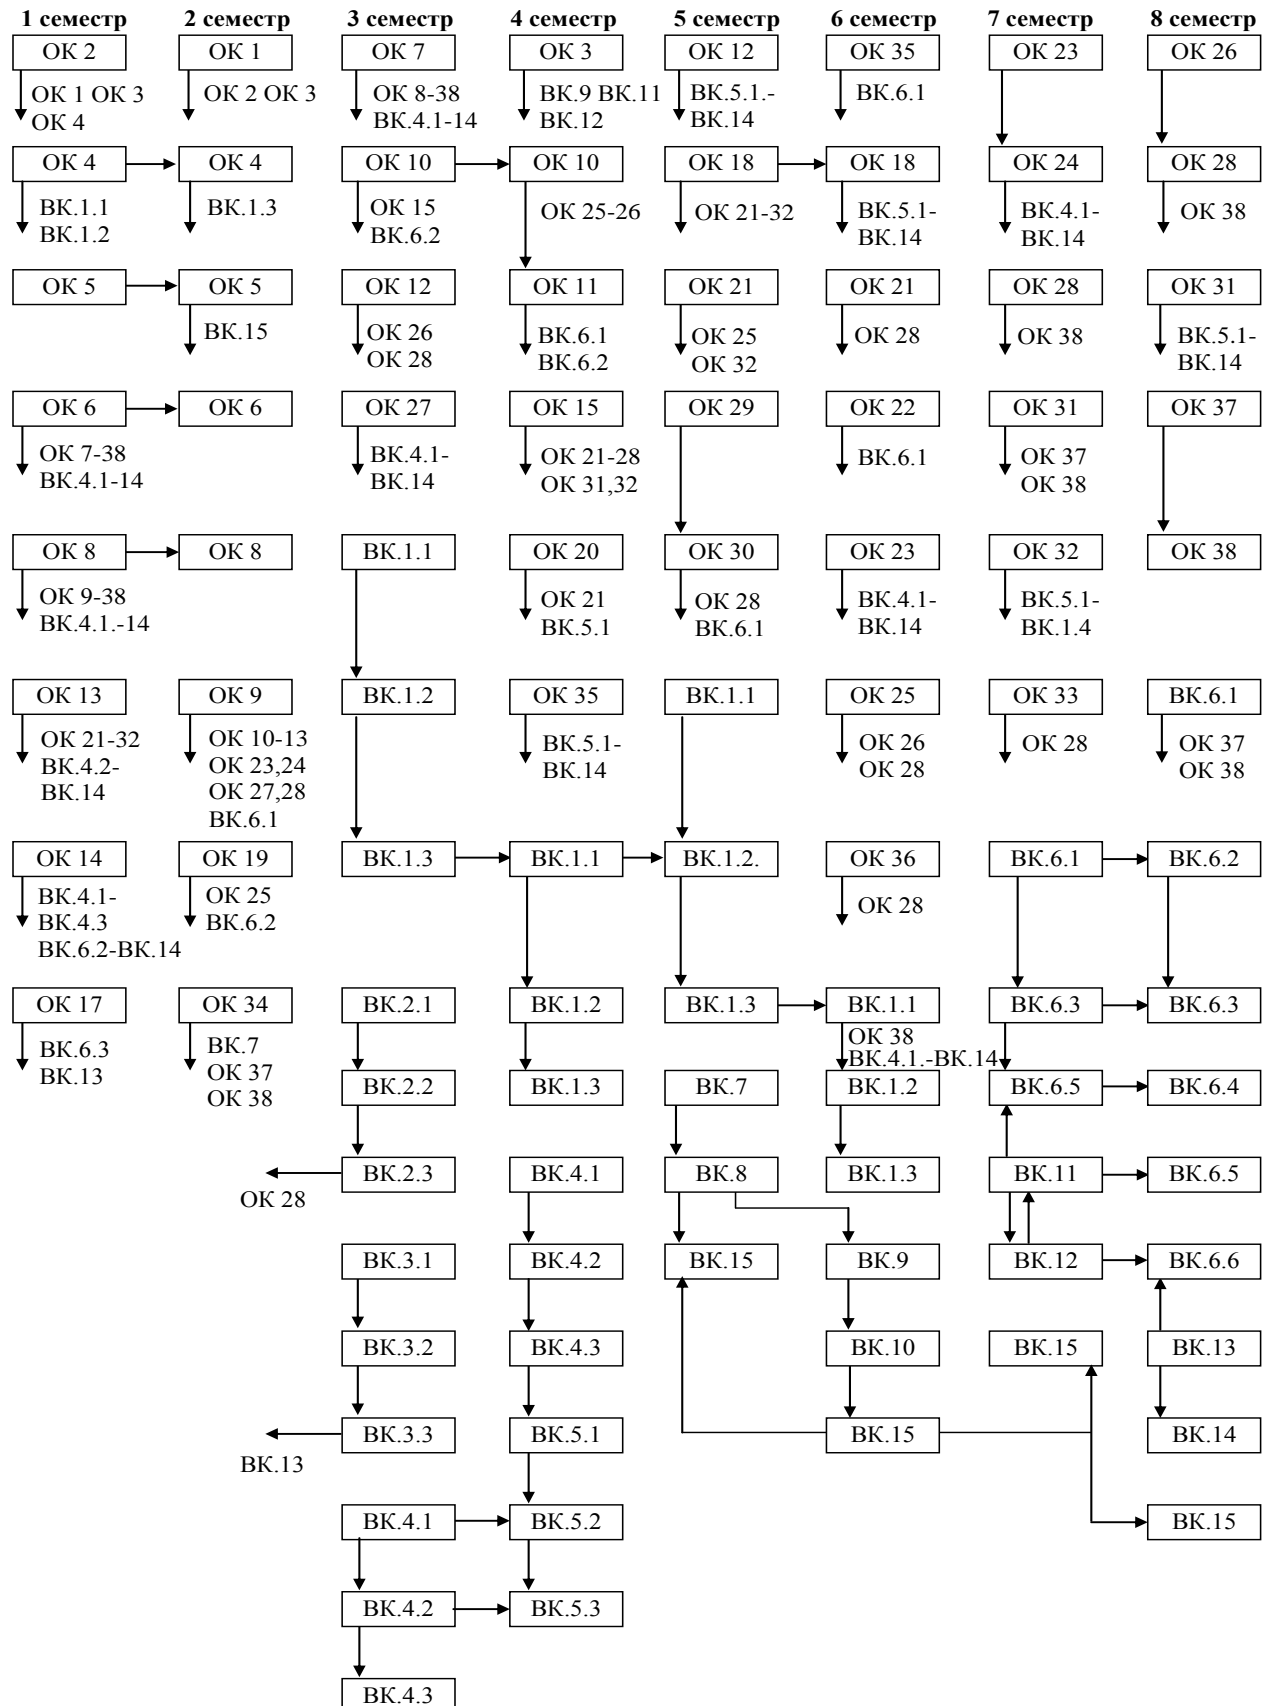 1 семестр 2 семестр 3 семестр 4 семестр 5 семестр 6 семестр 7 семестр 8 семестр
ОК 2 ОК 1 ОК 7 ОК 3 ОК 12 ОК 35 ОК 23 ОК 26
ОК 1 ОК 3 ОК 2 ОК 3 ОК 8-38 ВК.9 ВК.11 ВК.5.1.- ВК.6.1
ОК 4 ВК.4.1-14 ВК.12 ВК.14
ОК 4 ОК 4 ОК 10 ОК 10 ОК 18 ОК 18 ОК 24 ОК 28
ВК.1.1 ВК.1.3 ОК 15 ОК 25-26 ОК 21-32 ВК.5.1- ВК.4.1- ОК 38
ВК.1.2 ВК.6.2 ВК.14 ВК.14
ОК 5 ОК 5 ОК 12 ОК 11 ОК 21 ОК 21 ОК 28 ОК 31
ВК.15 ОК 26 ВК.6.1 ОК 25 ОК 28 ОК 38 ВК.5.1-
ОК 28 ВК.6.2 ОК 32 ВК.14
ОК 6 ОК 6 ОК 27 ОК 15 ОК 29 ОК 22 ОК 31 ОК 37
ОК 7-38 ВК.4.1- ОК 21-28 ВК.6.1 ОК 37
ВК.4.1-14 ВК.14 ОК 31,32 ОК 38
ОК 8 ОК 8 ВК.1.1 ОК 20 ОК 30 ОК 23 ОК 32 ОК 38
ОК 9-38 ОК 21 ОК 28 ВК.4.1- ВК.5.1-
ВК.4.1.-14 ВК.5.1 ВК.6.1 ВК.14 ВК.1.4
ОК 13 ОК 9 ВК.1.2 ОК 35 ВК.1.1 ОК 25 ОК 33 ВК.6.1
ОК 21-32 ОК 10-13 ВК.5.1- ОК 26 ОК 28 ОК 37
ВК.4.2- ОК 23,24 ВК.14 ОК 28 ОК 38
ВК.14 ОК 27,28
ВК.6.1
ОК 14 ОК 19 ВК.1.3 ВК.1.1 ВК.1.2. ОК 36 ВК.6.1 ВК.6.2
ВК.4.1- ОК 25 ОК 28
ВК.4.3 ВК.6.2
ВК.6.2-ВК.14
ОК 17 ОК 34 ВК.2.1 ВК.1.2 ВК.1.3 ВК.1.1 ВК.6.3 ВК.6.3
ВК.6.3 ВК.7 ОК 38
ВК.13 ОК 37 ВК.4.1.-ВК.14
ОК 38 ВК.2.2 ВК.1.3 ВК.7 ВК.1.2 ВК.6.5 ВК.6.4
ВК.2.3 ВК.4.1 ВК.8 ВК.1.3 ВК.11 ВК.6.5
ОК 28
ВК.3.1 ВК.4.2 ВК.15 ВК.9 ВК.12 ВК.6.6
ВК.3.2 ВК.4.3 ВК.10 ВК.15 ВК.13
ВК.3.3 ВК.5.1 ВК.15 ВК.14
ВК.13
ВК.4.1 ВК.5.2 ВК.15
ВК.4.2 ВК.5.3
ВК.4.3